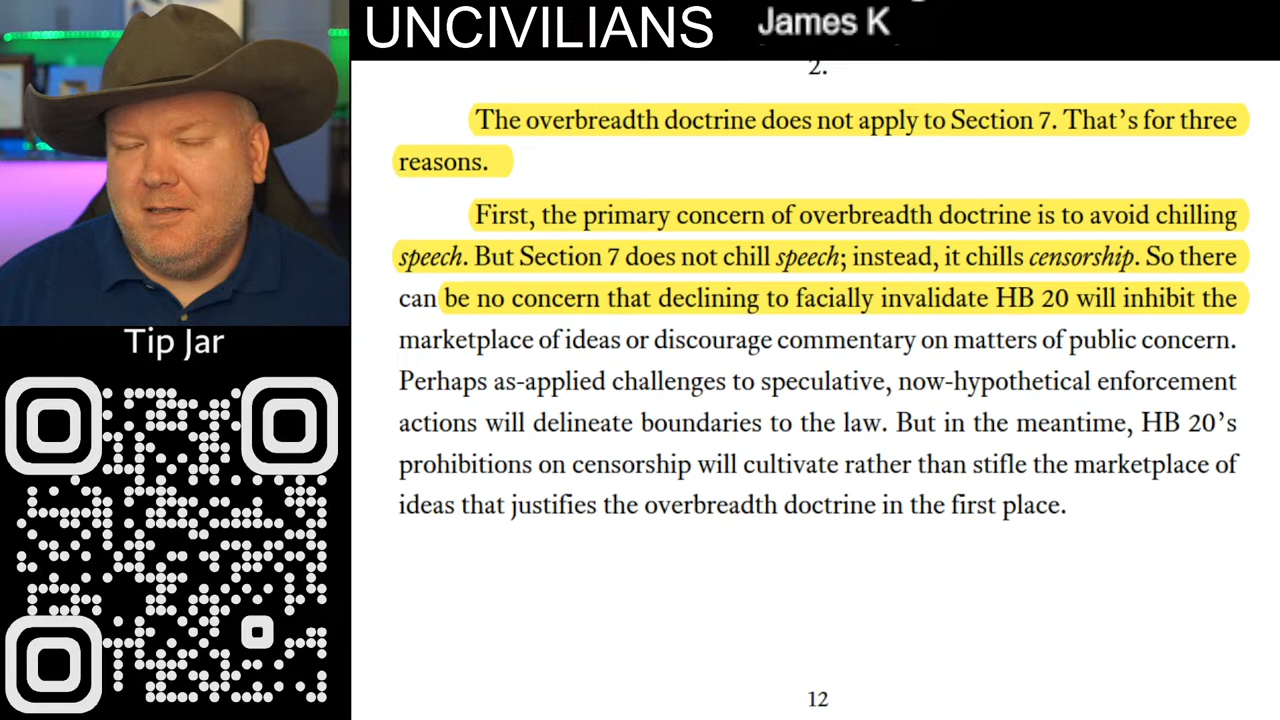 UNCIVILIANS
James K
Tip Jar
2.
The overbreadth doctrine does not apply to Section 7. That’s for three
reasons.
First, the primary concern of overbreadth doctrine is to avoid chilling
speech. But Section 7 does not chill speech; instead, it chills censorship. So there
can be no concern that declining to facially invalidate HB 20 will inhibit the
marketplace of ideas or discourage commentary on matters of public concern.
Perhaps as-applied challenges to speculative, now-hypothetical enforcement
actions will delineate boundaries to the law. But in the meantime, HB 20’s
prohibitions on censorship will cultivate rather than stifle the marketplace of
ideas that justifies the overbreadth doctrine in the first place.
12